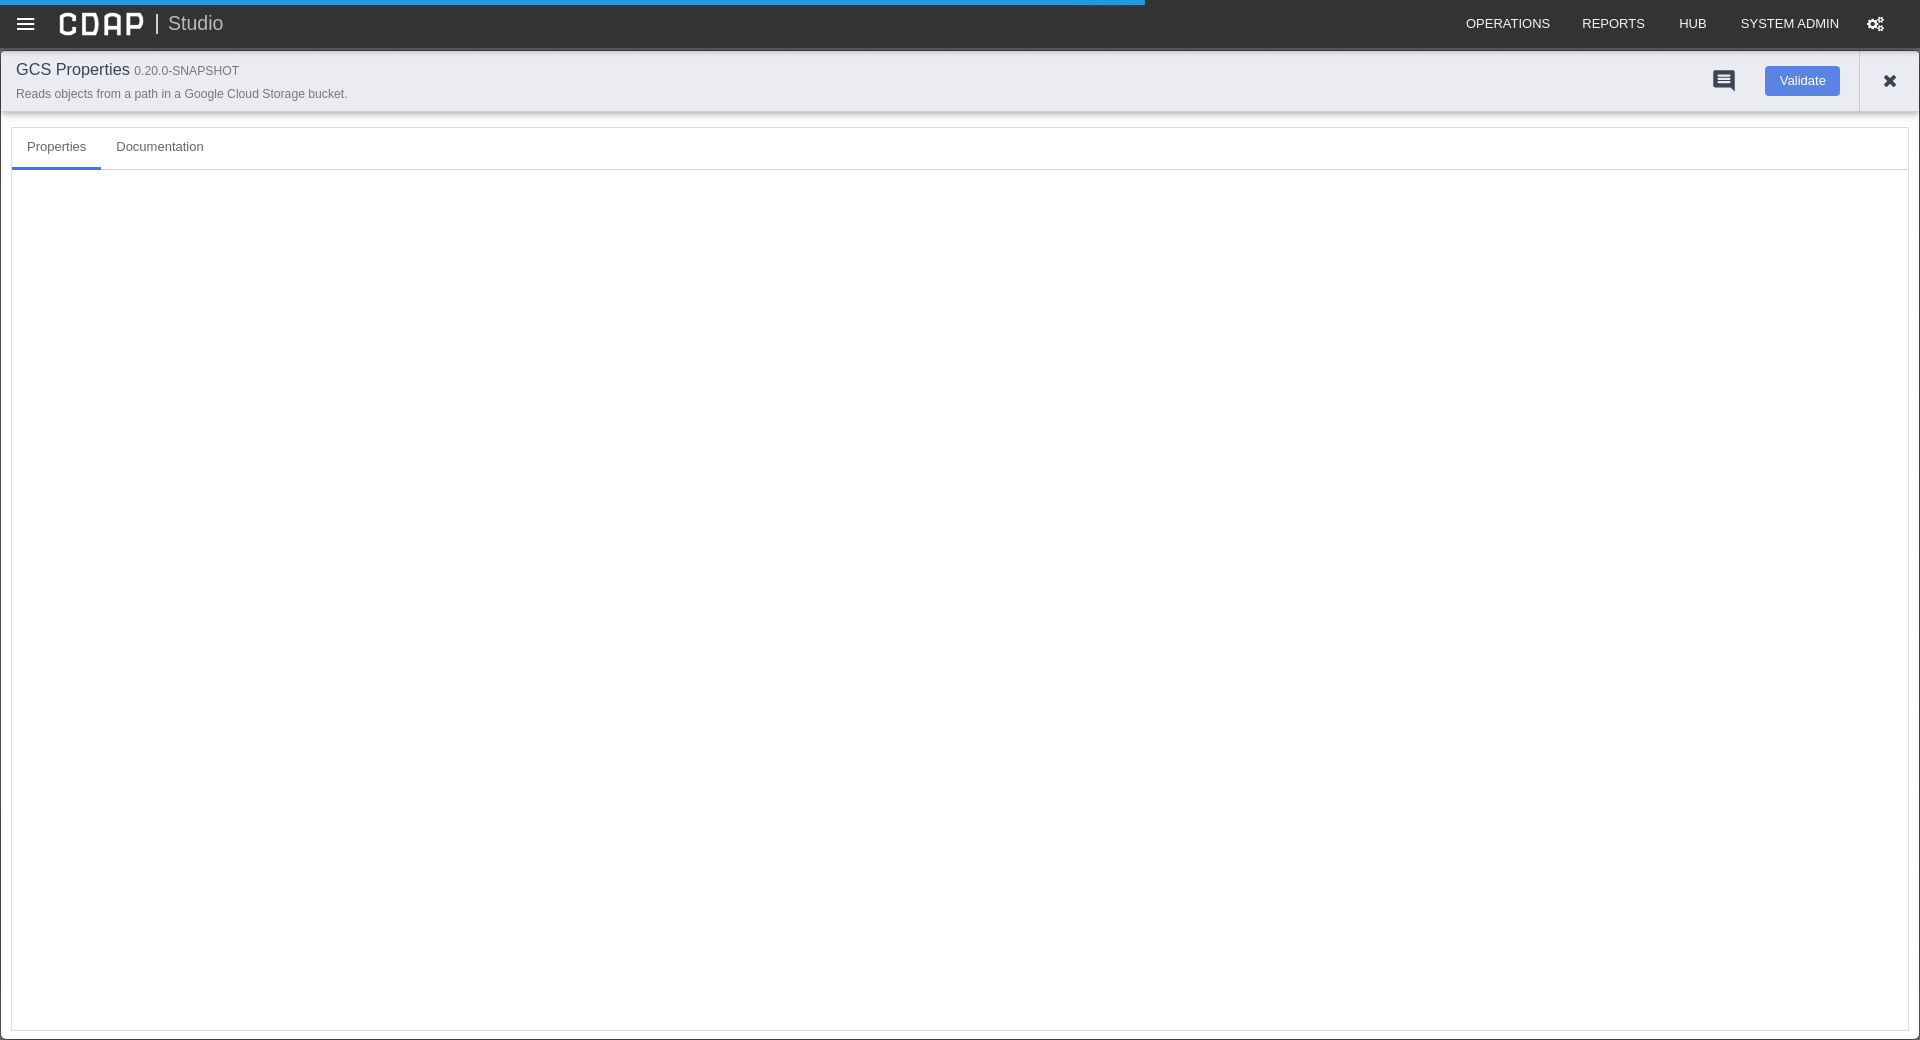 CDAP | Studio
OPERATIONS REPORTS HUB SYSTEM ADMIN
GCS Properties 0.20.0-SNAPSHOT
Reads objects from a path in a Google Cloud Storage bucket.
Validate
Properties Documentation